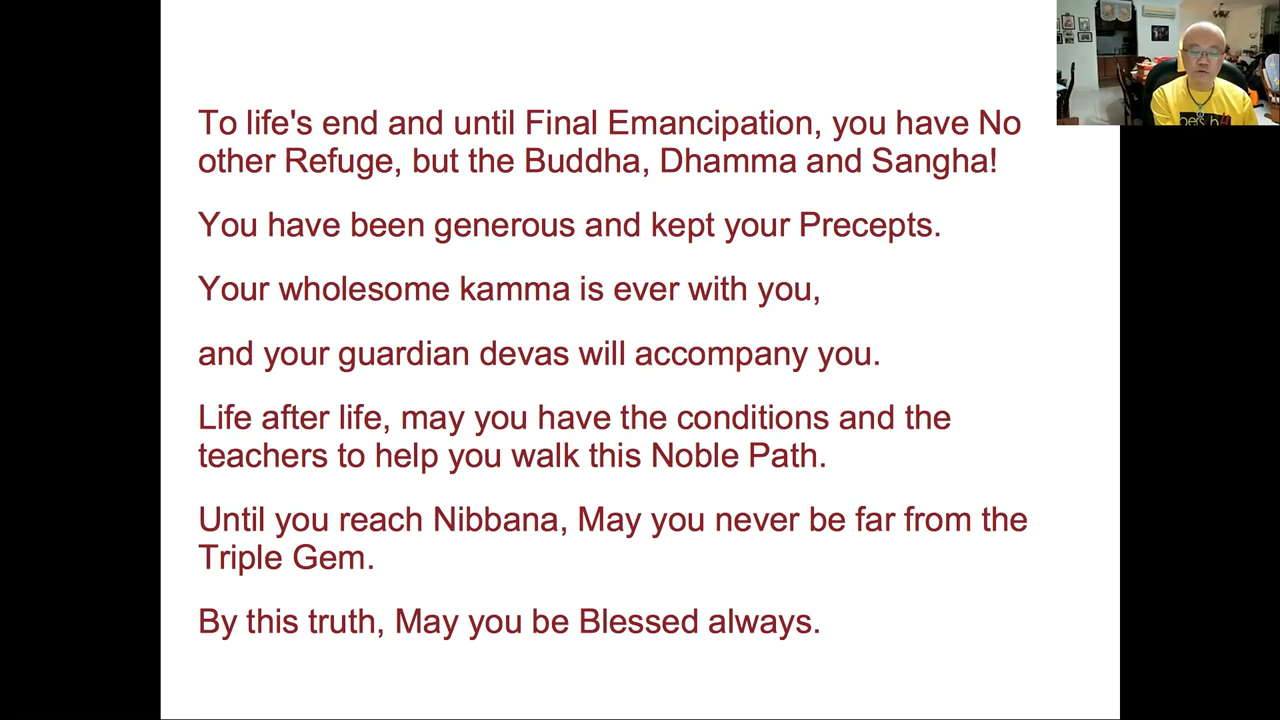 To life's end and until Final Emancipation, you have No
other Refuge, but the Buddha, Dhamma and Sangha!
You have been generous and kept your Precepts.
Your wholesome kamma is ever with you,
and your guardian devas will accompany you.
Life after life, may you have the conditions and the
teachers to help you walk this Noble Path.
Until you reach Nibbana, May you never be far from the
Triple Gem.
By this truth, May you be Blessed always.